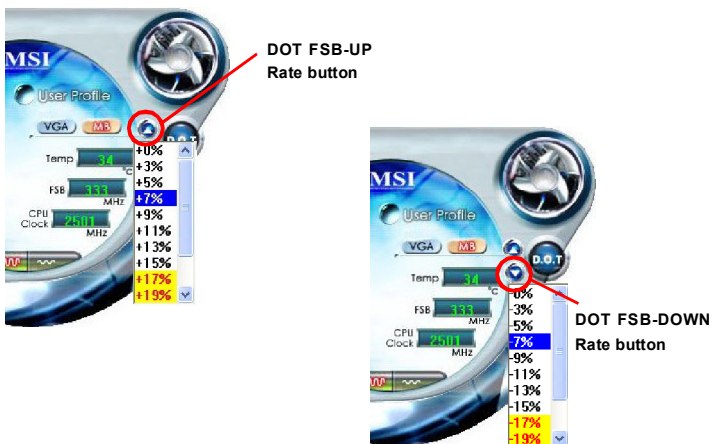 MSI
User Profile
VGA
MB
D.O.T
Temp 34 °C
FSB 333 MHz
CPU Clock 2501 MHz
+0%
+3%
+5%
+7%
+9%
+11%
+13%
+15%
+17%
+19%
DOT FSB-UP
Rate button
MSI
User Profile
VGA
MB
D.O.T
Temp 34 °C
FSB 333 MHz
CPU Clock 2501 MHz
-0%
-3%
-5%
-7%
-9%
-11%
-13%
-15%
-17%
-19%
DOT FSB-DOWN
Rate button